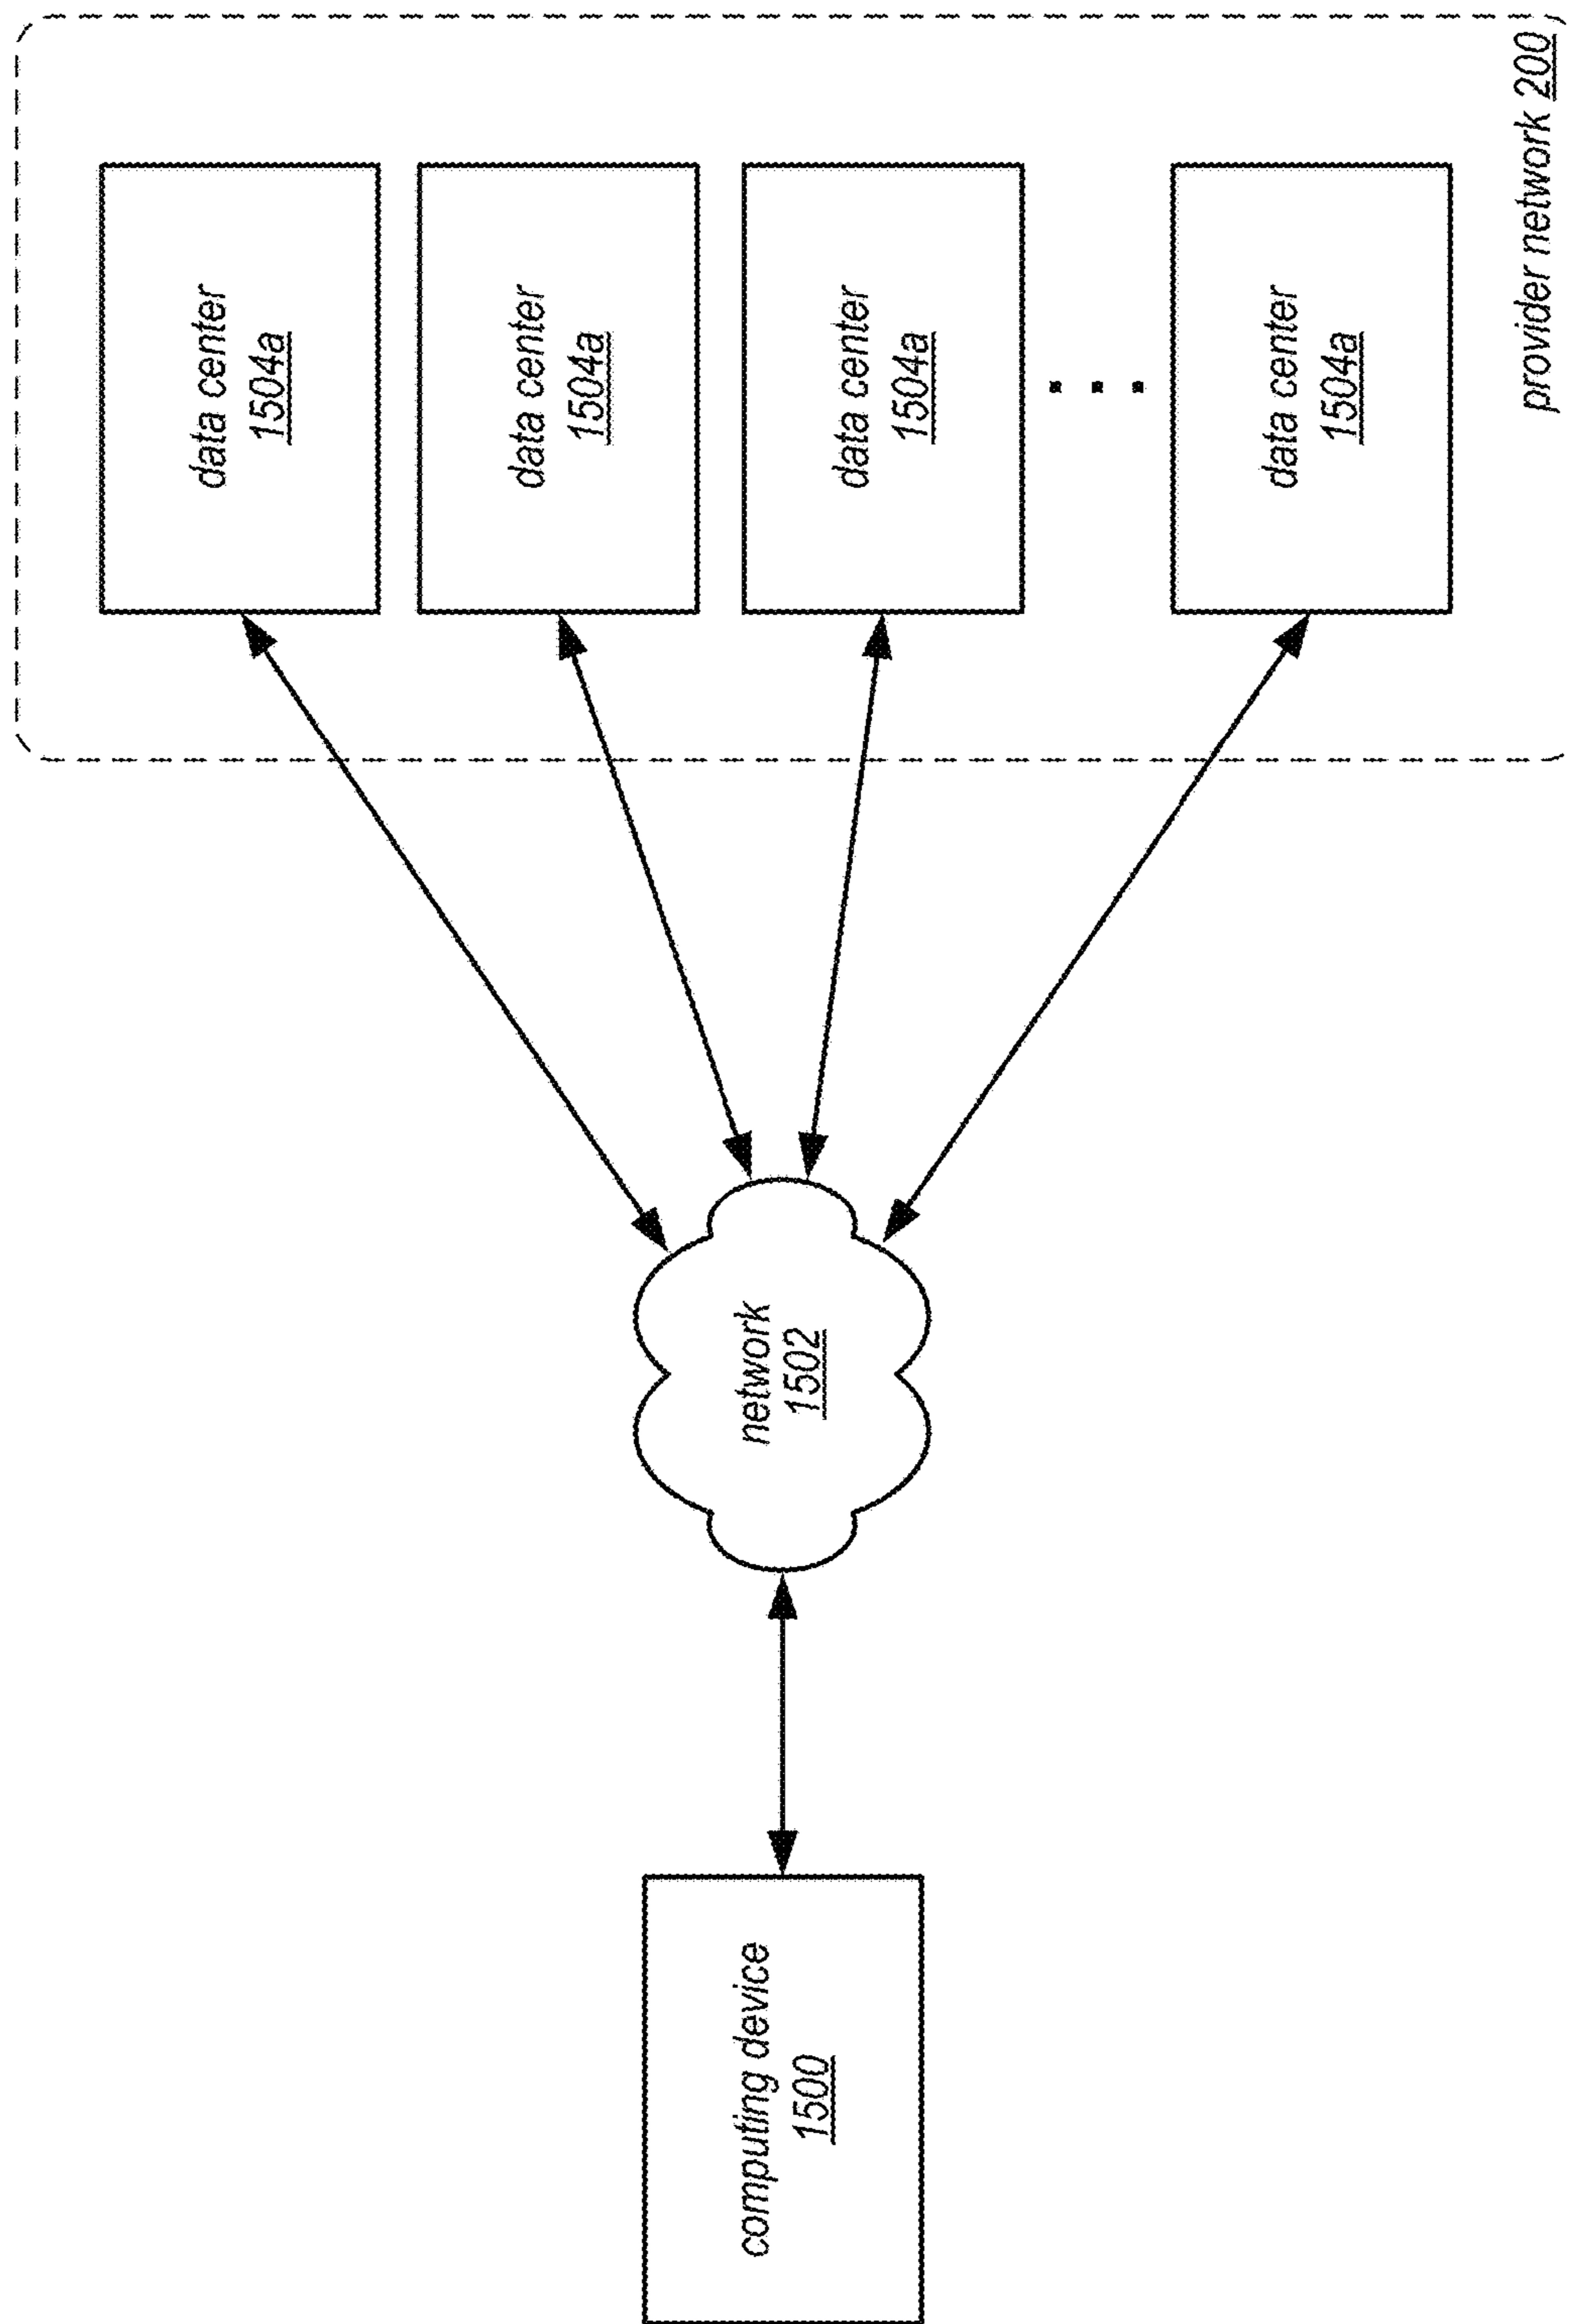 computing device
1500
network
1502
data center
1504a
data center
1504a
data center
1504a
data center
1504a
provider network 200